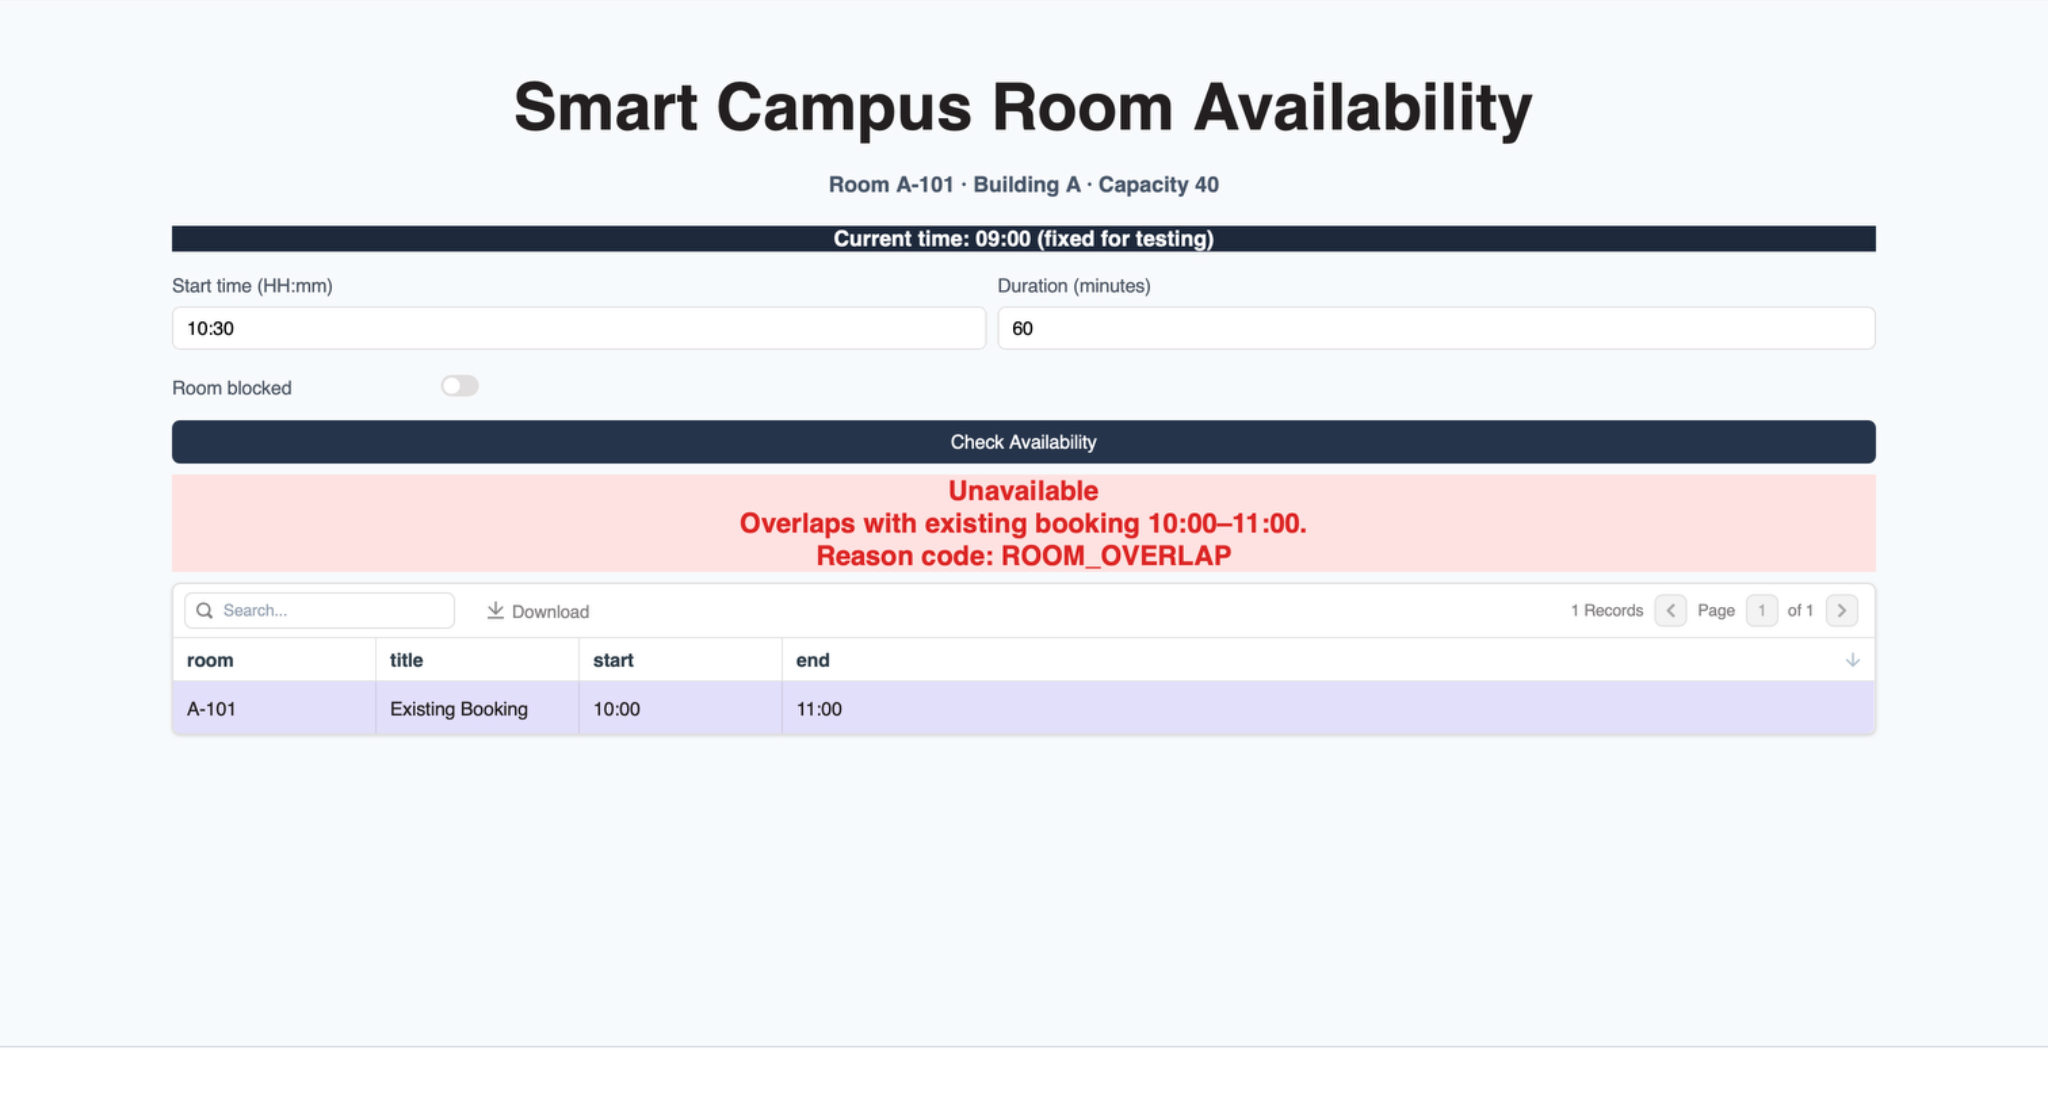 Smart Campus Room Availability
Room A-101 · Building A · Capacity 40
Current time: 09:00 (fixed for testing)
Start time (HH:mm)
Duration (minutes)
10:30
60
Room blocked
Check Availability
Unavailable
Overlaps with existing booking 10:00–11:00.
Reason code: ROOM_OVERLAP
Search...
Download
1 Records
Page
1
of 1
room title start end
A-101 Existing Booking 10:00 11:00